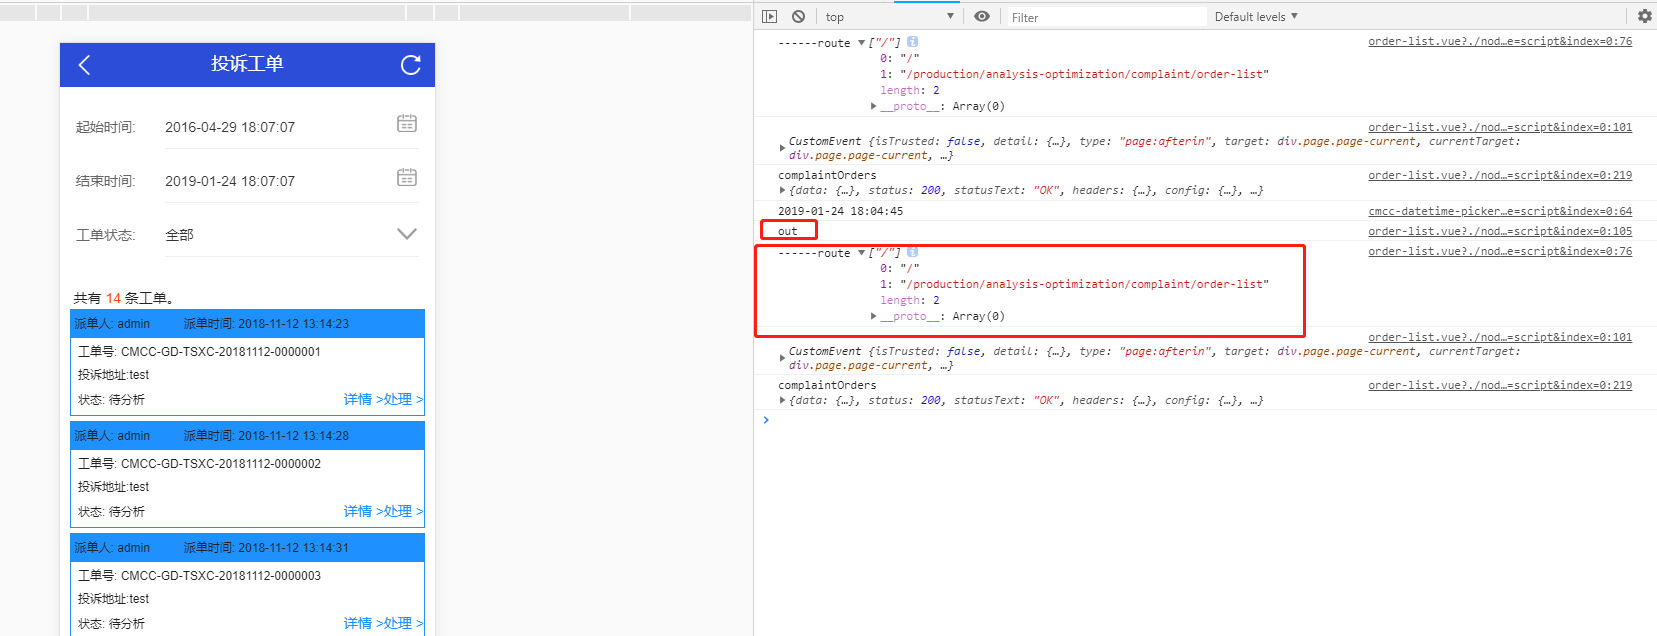 投诉工单
起始时间: 2016-04-29 18:07:07
结束时间: 2019-01-24 18:07:07
工单状态: 全部
共有 14 条工单。
派单人: admin 派单时间: 2018-11-12 13:14:23
工单号: CMCC-GD-TSXC-20181112-0000001
投诉地址:test
状态: 待分析 详情 >处理 >
派单人: admin 派单时间: 2018-11-12 13:14:28
工单号: CMCC-GD-TSXC-20181112-0000002
投诉地址:test
状态: 待分析 详情 >处理 >
派单人: admin 派单时间: 2018-11-12 13:14:31
工单号: CMCC-GD-TSXC-20181112-0000003
投诉地址:test
状态: 待分析 详情 >处理 >
top ▼ Filter Default levels ▼
------route ▼["/"] i order-list.vue?./nod…e=script&index=0:76
0: "/"
1: "/production/analysis-optimization/complaint/order-list"
length: 2
▶__proto__: Array(0)
order-list.vue?./nod…e=script&index=0:101
▶CustomEvent {isTrusted: false, detail: {…}, type: "page:afterin", target: div.page.page-current, currentTarget:
div.page.page-current, …}
complaintOrders order-list.vue?./nod…e=script&index=0:219
▶{data: {…}, status: 200, statusText: "OK", headers: {…}, config: {…}, …}
2019-01-24 18:04:45 cmcc-datetime-picker…e=script&index=0:64
out order-list.vue?./nod…e=script&index=0:105
------route ▼["/"] i order-list.vue?./nod…e=script&index=0:76
0: "/"
1: "/production/analysis-optimization/complaint/order-list"
length: 2
▶__proto__: Array(0)
order-list.vue?./nod…e=script&index=0:101
▶CustomEvent {isTrusted: false, detail: {…}, type: "page:afterin", target: div.page.page-current, currentTarget:
div.page.page-current, …}
complaintOrders order-list.vue?./nod…e=script&index=0:219
▶{data: {…}, status: 200, statusText: "OK", headers: {…}, config: {…}, …}